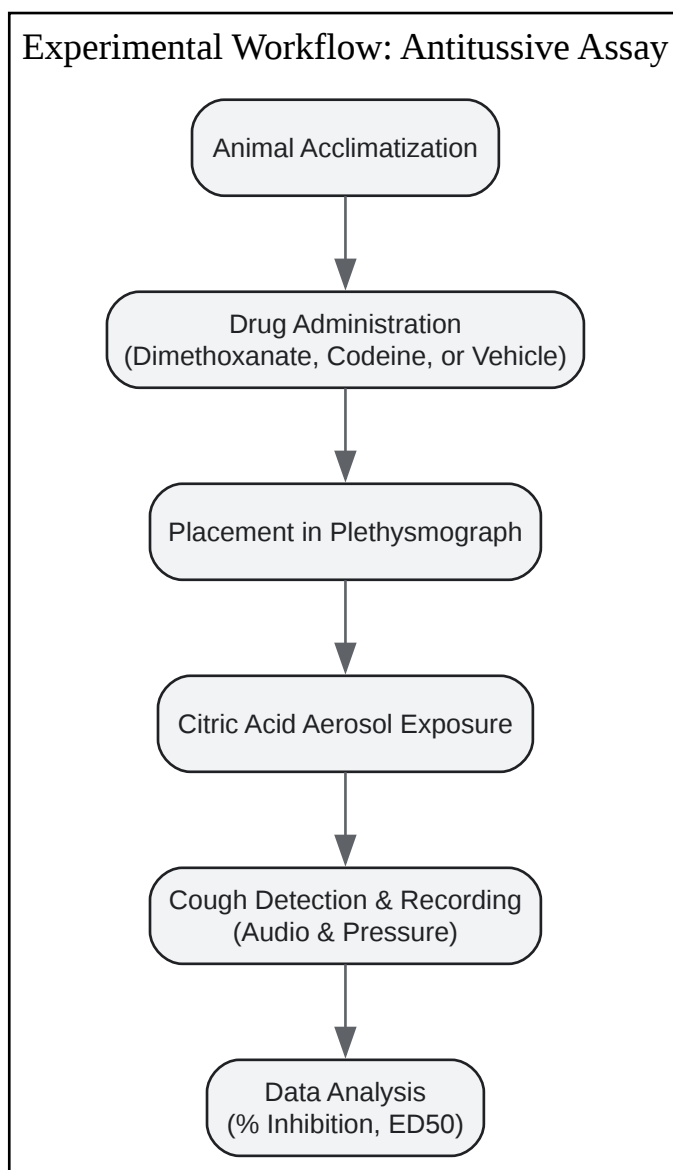 Experimental Workflow: Antitussive Assay
Animal Acclimatization
Drug Administration
(Dimethoxanate, Codeine, or Vehicle)
Placement in Plethysmograph
Citric Acid Aerosol Exposure
Cough Detection & Recording
(Audio & Pressure)
Data Analysis
(% Inhibition, ED50)